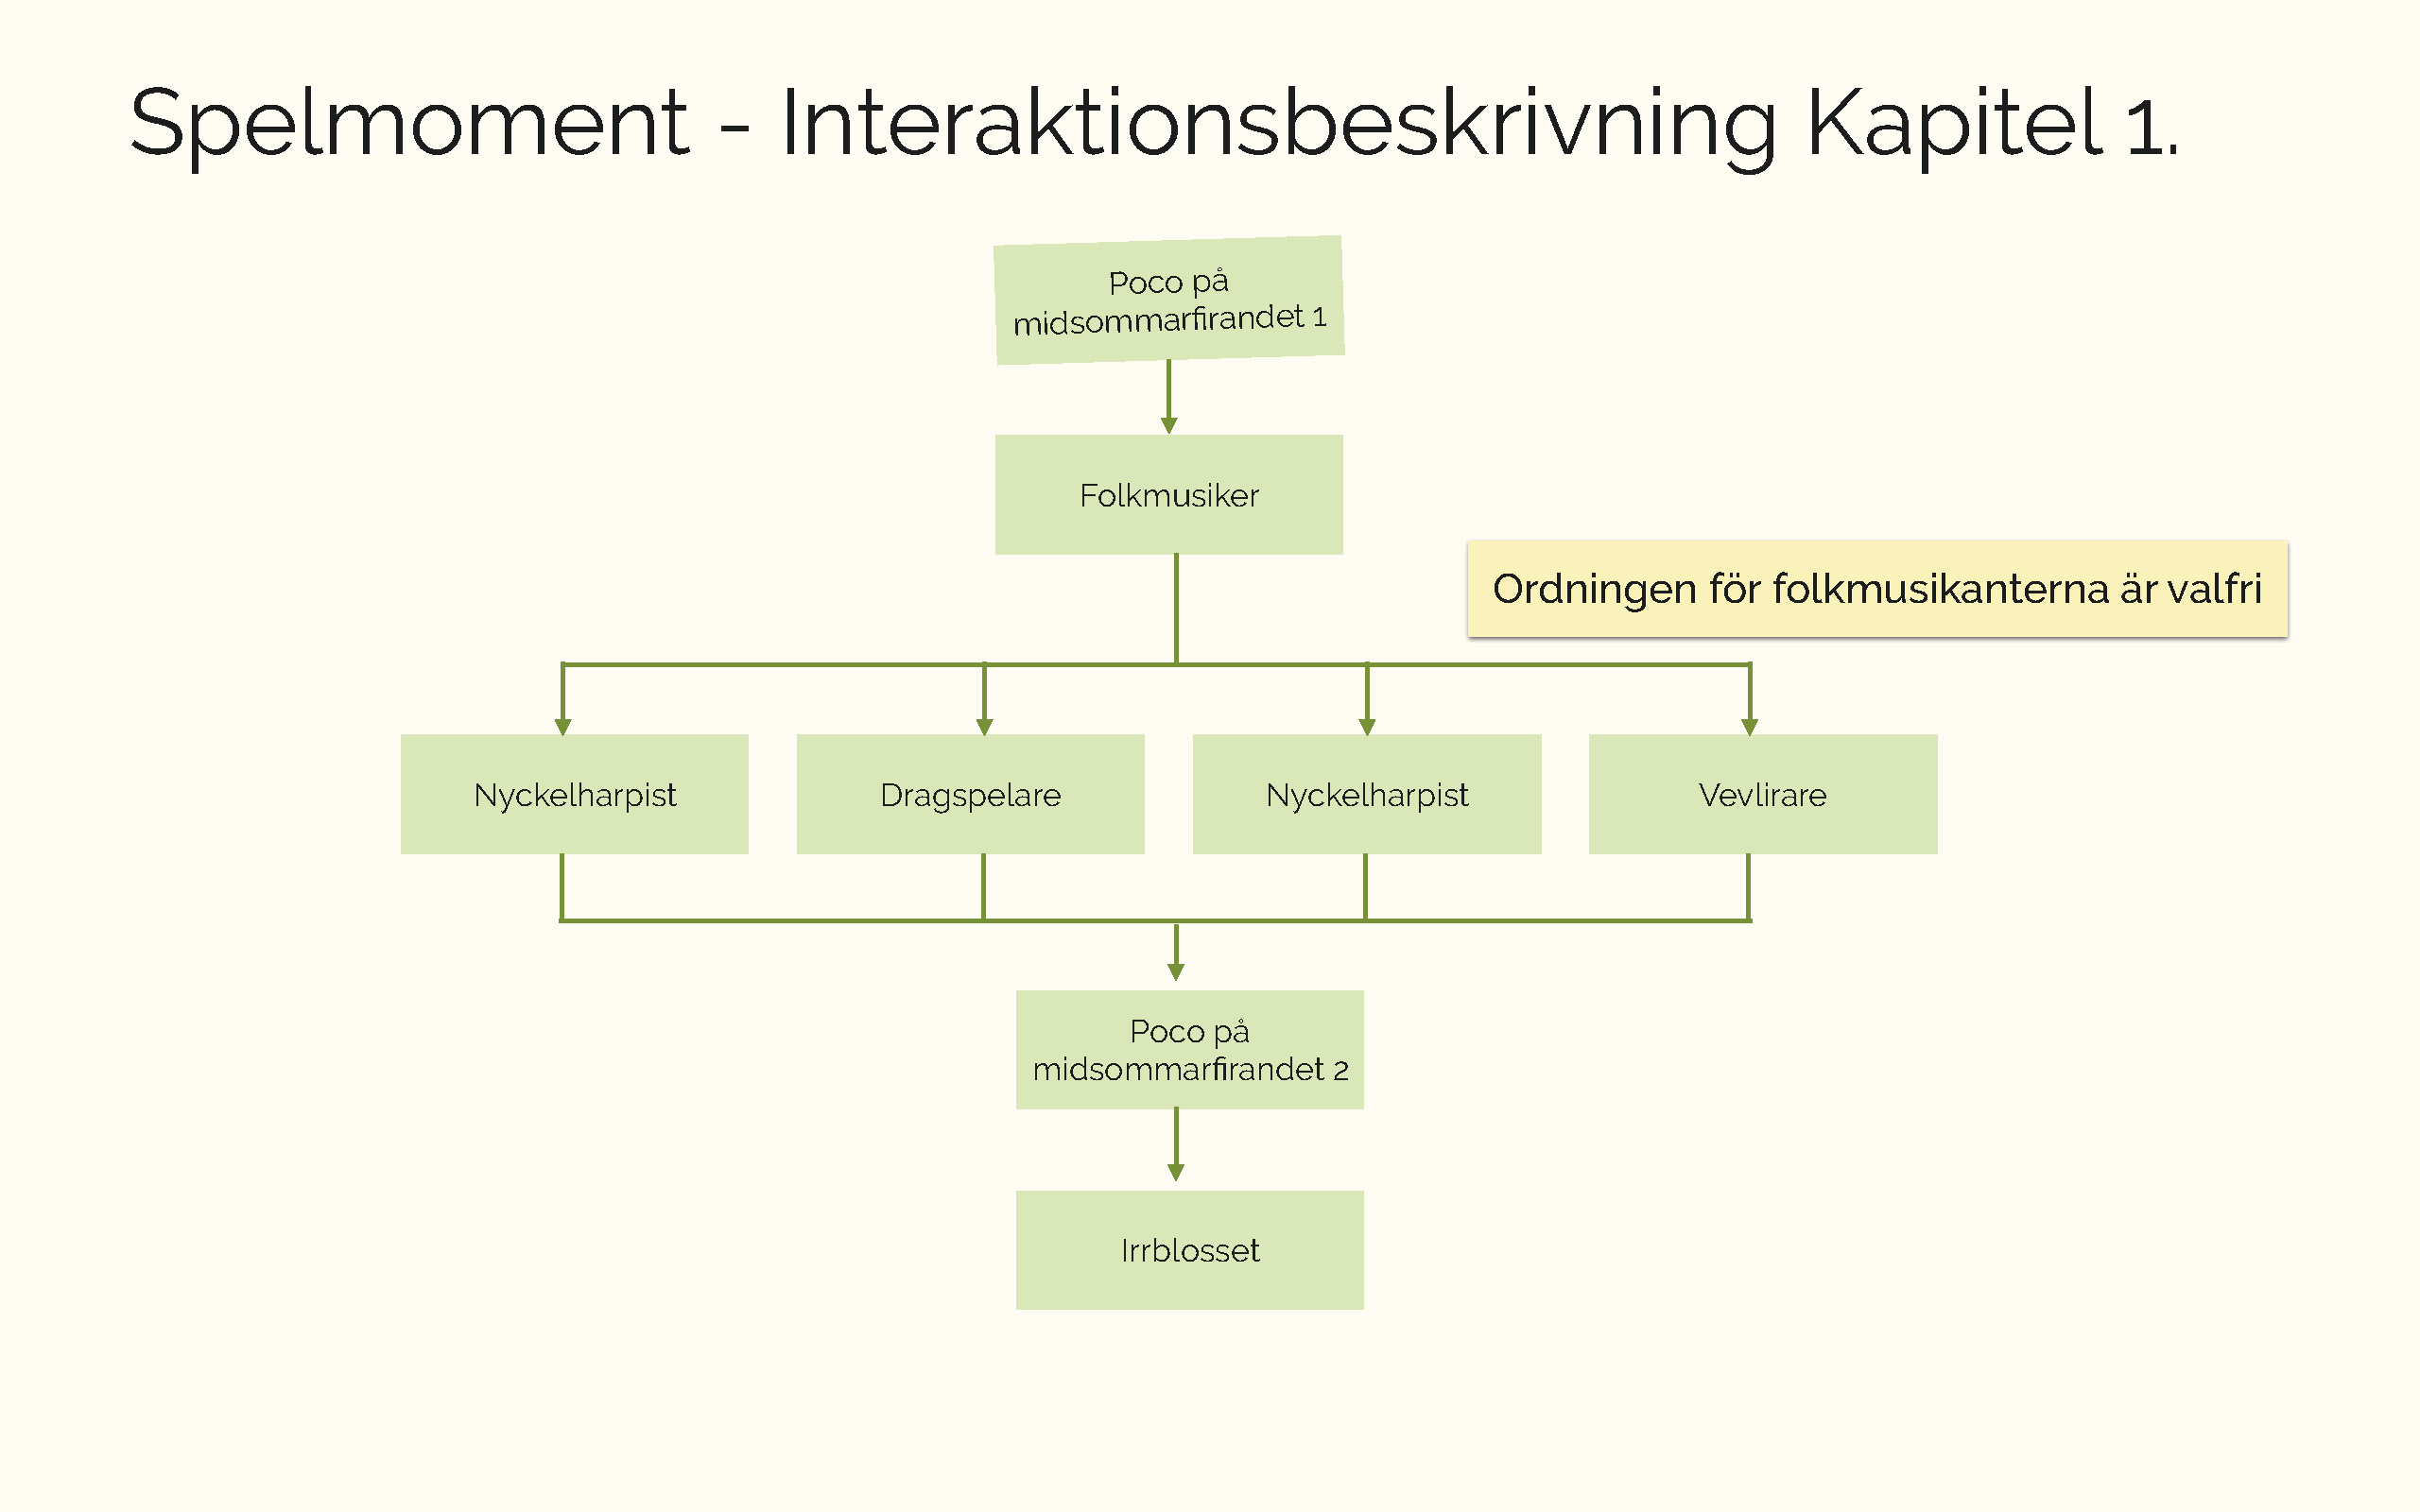 Spelmoment - Interaktionsbeskrivning Kapitel 1.
Poco på
midsommarfirandet 1
Folkmusiker
Ordningen för folkmusikanterna är valfri
Nyckelharpist
Dragspelare
Nyckelharpist
Vevlirare
Poco på
midsommarfirandet 2
Irrblosset